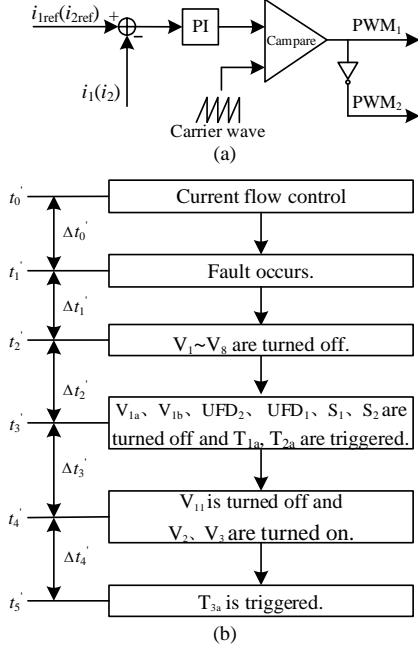 i1ref(i2ref)
+
−
PI
Campare
PWM1
i1(i2)
PWM2
Carrier wave
(a)
t0'
Current flow control
Δt0'
t1'
Fault occurs.
Δt1'
t2'
V1~V8 are turned off.
Δt2'
V1a、V1b、UFD2、UFD1、S1、S2 are
t3'
turned off and T1a, T2a are triggered.
Δt3'
V11 is turned off and
t4'
V2、V3 are turned on.
Δt4'
t5'
T3a is triggered.
(b)